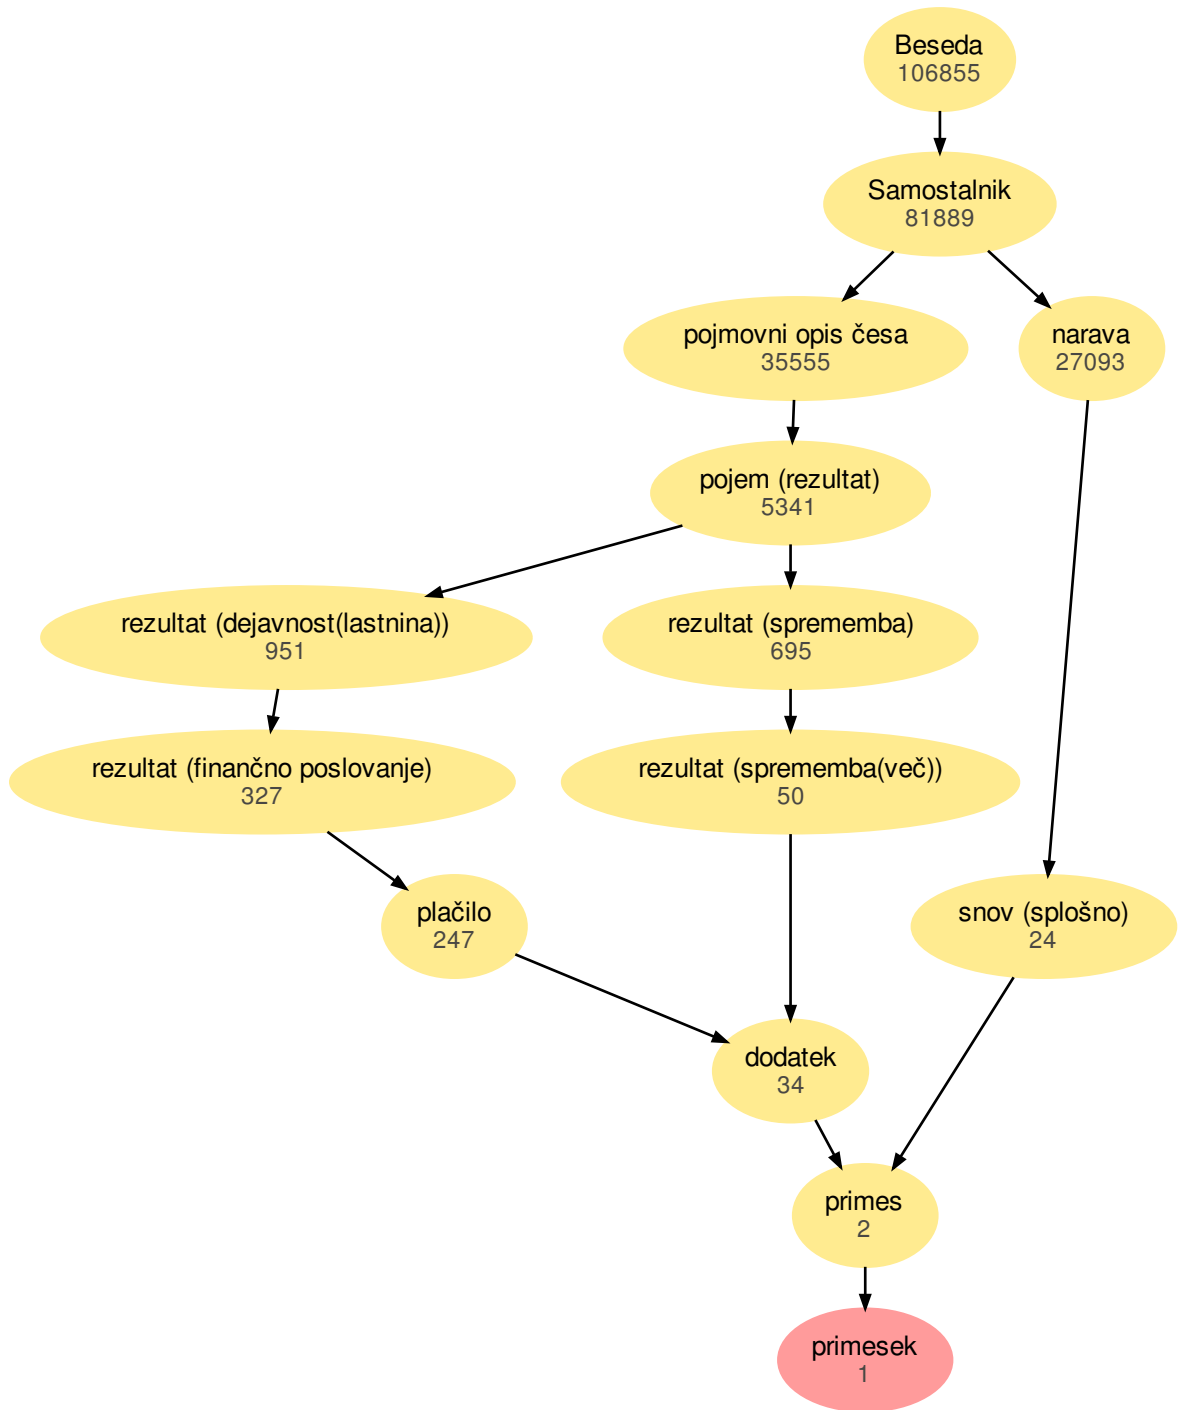 Beseda
106855
Samostalnik
81889
pojmovni opis česa
35555
narava
27093
pojem (rezultat)
5341
rezultat (dejavnost(lastnina))
951
rezultat (sprememba)
695
rezultat (finančno poslovanje)
327
rezultat (sprememba(več))
50
plačilo
247
snov (splošno)
24
dodatek
34
primes
2
primesek
1